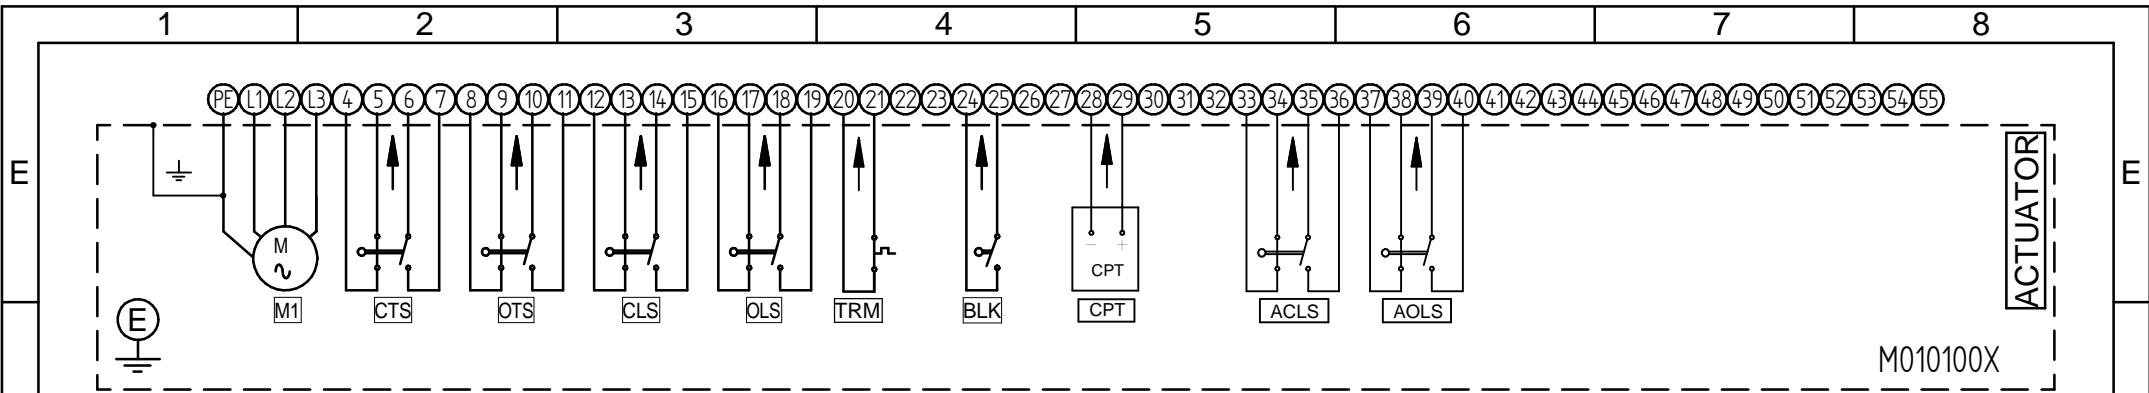 1 2 3 4 5 6 7 8
PE L1 L2 L3 4 5 6 7 8 9 10 11 12 13 14 15 16 17 18 19 20 21 22 23 24 25 26 27 28 29 30 31 32 33 34 35 36 37 38 39 40 41 42 43 44 45 46 47 48 49 50 51 52 53 54 55
E E
ACTUATOR
M
- +
CPT
M1 CTS OTS CLS OLS TRM BLK CPT ACLS AOLS
E
M010100X